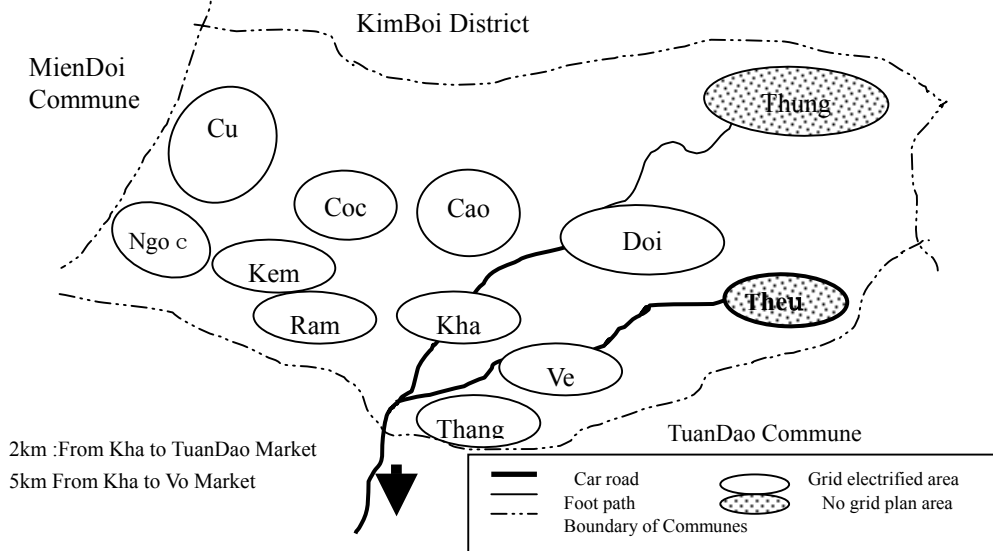 KimBoi District
MienDoi
Commune
Thung
Cu
Coc
Cao
Doi
Ngo c
Kem
Theu
Ram
Kha
Ve
Thang
TuanDao Commune
2km :From Kha to TuanDao Market
5km From Kha to Vo Market
Car road
Grid electrified area
Foot path
No grid plan area
Boundary of Communes